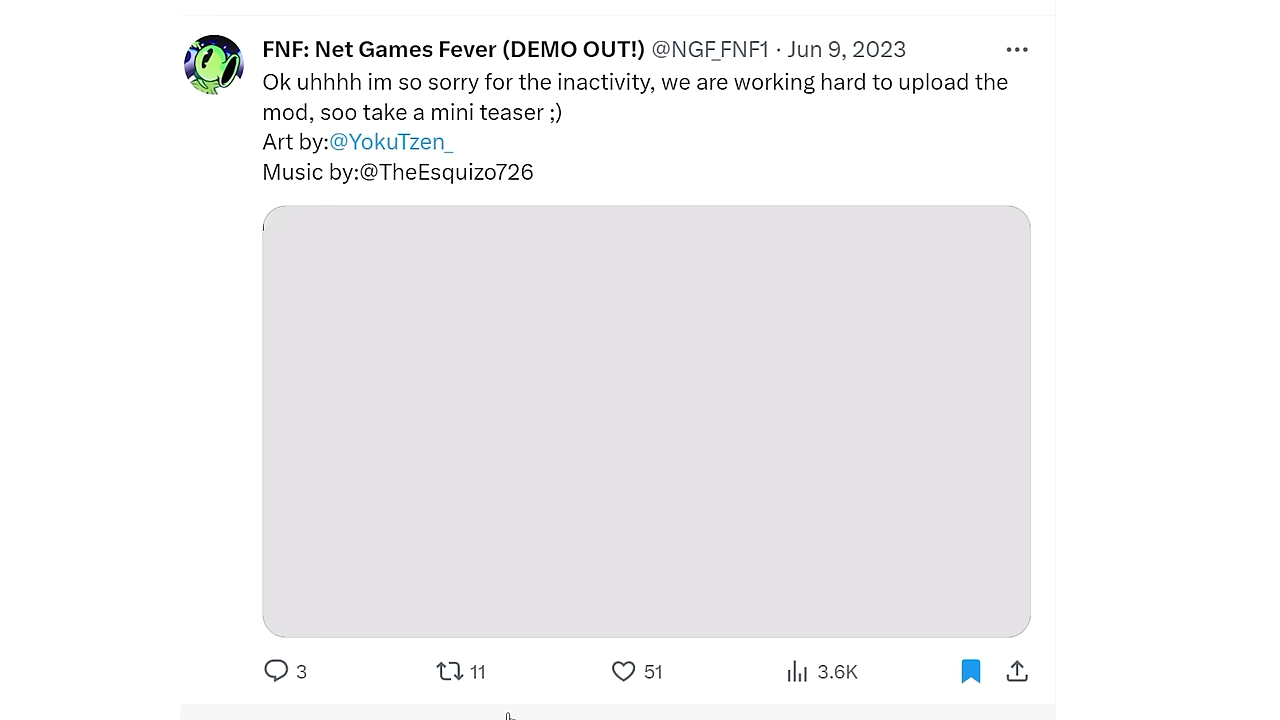 FNF: Net Games Fever (DEMO OUT!) @NGF_FNF1 · Jun 9, 2023
Ok uhhhh im so sorry for the inactivity, we are working hard to upload the
mod, soo take a mini teaser ;)
Art by:@YokuTzen_
Music by:@TheEsquizo726
3 11 51 3.6K